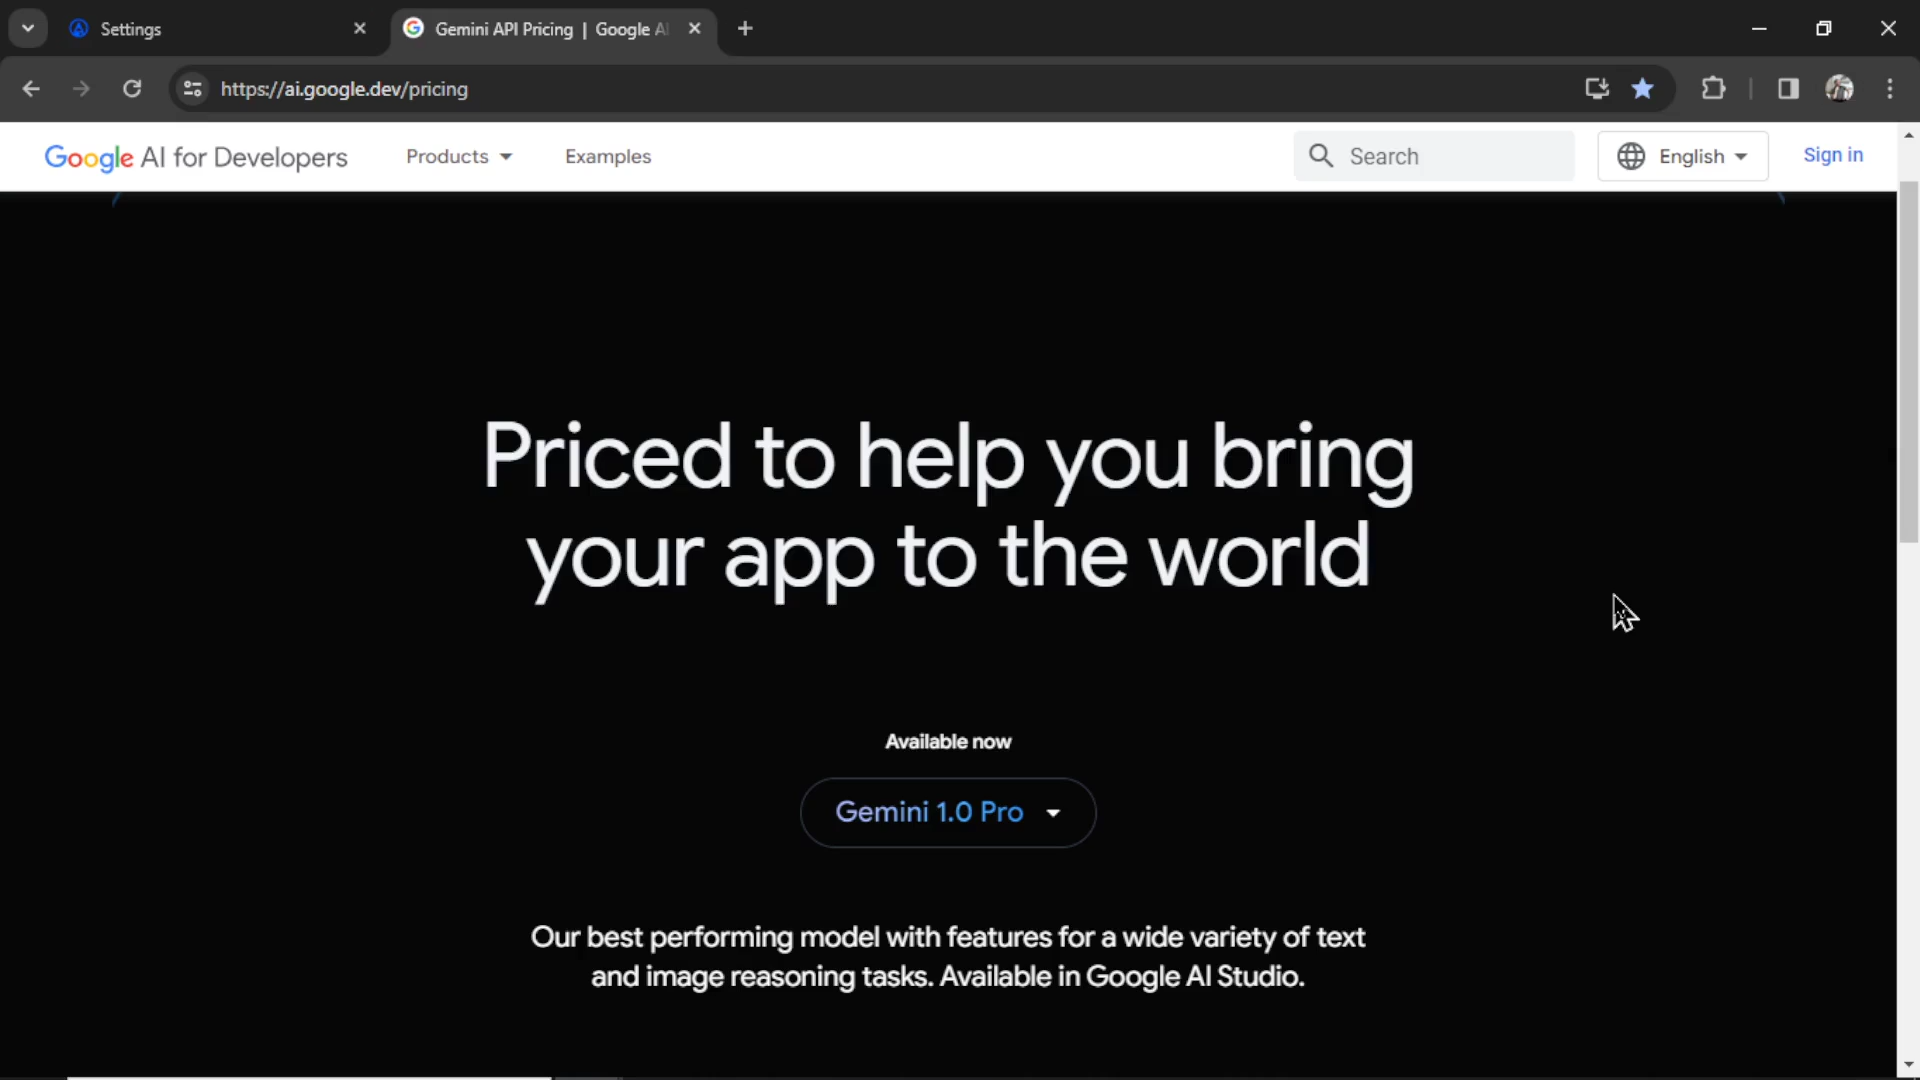 Settings
Gemini API Pricing | Google AI
https://ai.google.dev/pricing
Google AI for Developers
Products
Examples
Search
English
Sign in
Priced to help you bring
your app to the world
Available now
Gemini 1.0 Pro
Our best performing model with features for a wide variety of text
and image reasoning tasks. Available in Google AI Studio.